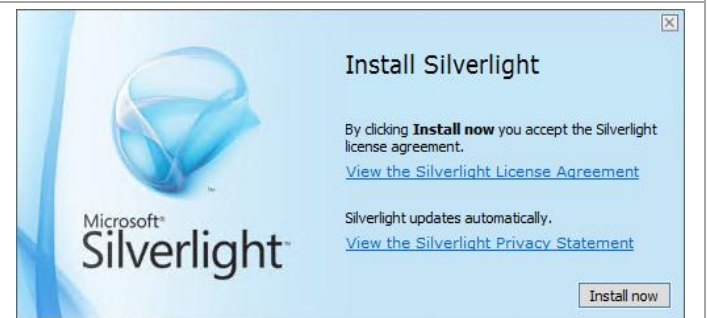 Install Silverlight
By clicking Install now you accept the Silverlight
license agreement.
View the Silverlight License Agreement
Microsoft®
Silverlight™
Silverlight updates automatically.
View the Silverlight Privacy Statement
Install now